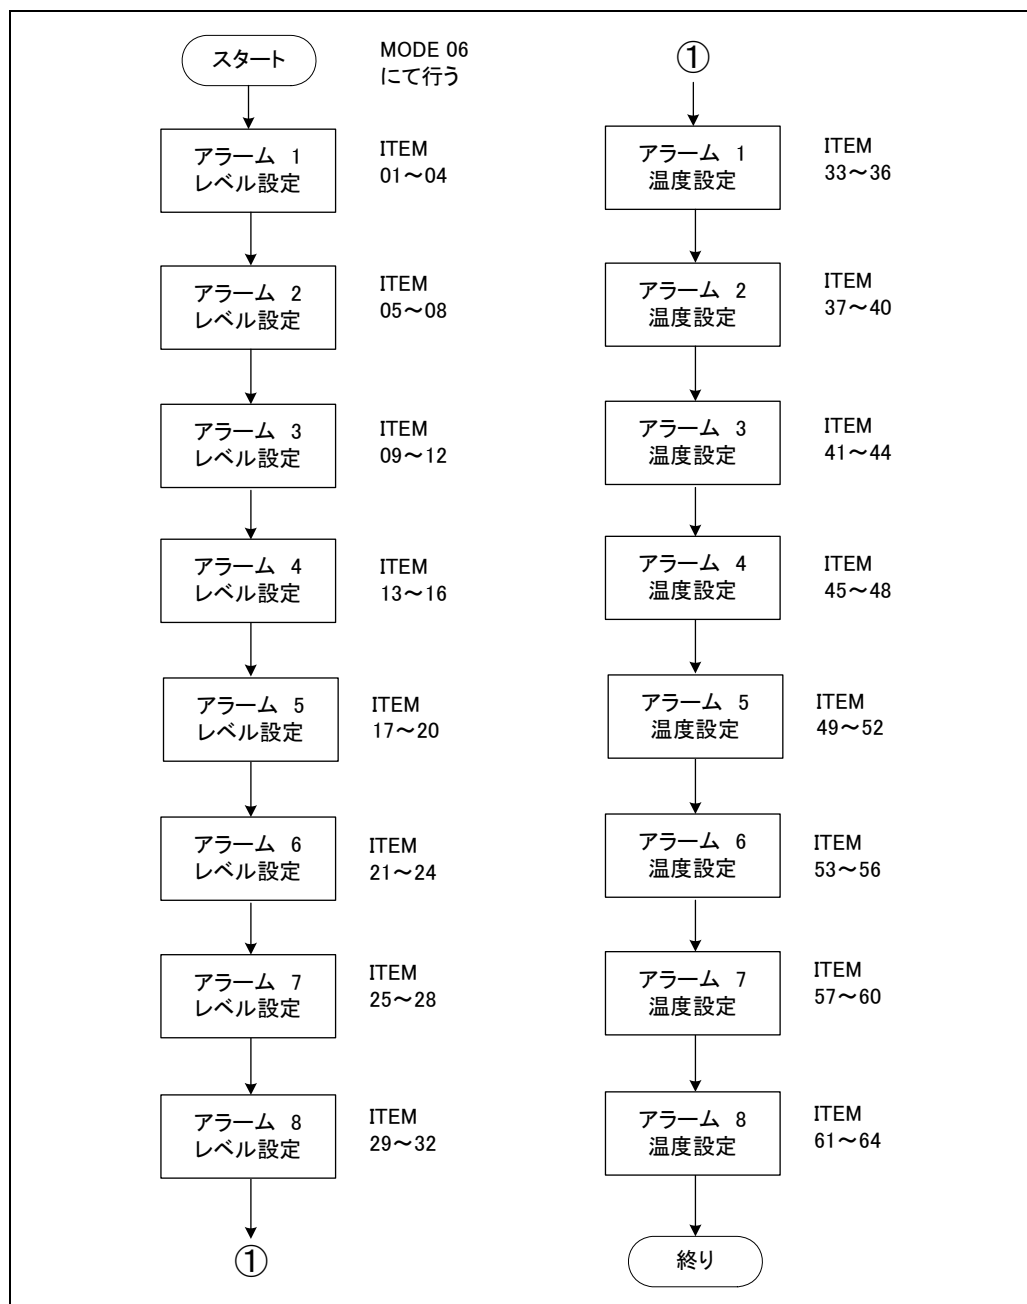 スタート
MODE 06
にて行う
アラーム 1
レベル設定
ITEM
01～04
アラーム 2
レベル設定
ITEM
05～08
アラーム 3
レベル設定
ITEM
09～12
アラーム 4
レベル設定
ITEM
13～16
アラーム 5
レベル設定
ITEM
17～20
アラーム 6
レベル設定
ITEM
21～24
アラーム 7
レベル設定
ITEM
25～28
アラーム 8
レベル設定
ITEM
29～32
①
①
アラーム 1
温度設定
ITEM
33～36
アラーム 2
温度設定
ITEM
37～40
アラーム 3
温度設定
ITEM
41～44
アラーム 4
温度設定
ITEM
45～48
アラーム 5
温度設定
ITEM
49～52
アラーム 6
温度設定
ITEM
53～56
アラーム 7
温度設定
ITEM
57～60
アラーム 8
温度設定
ITEM
61～64
終り